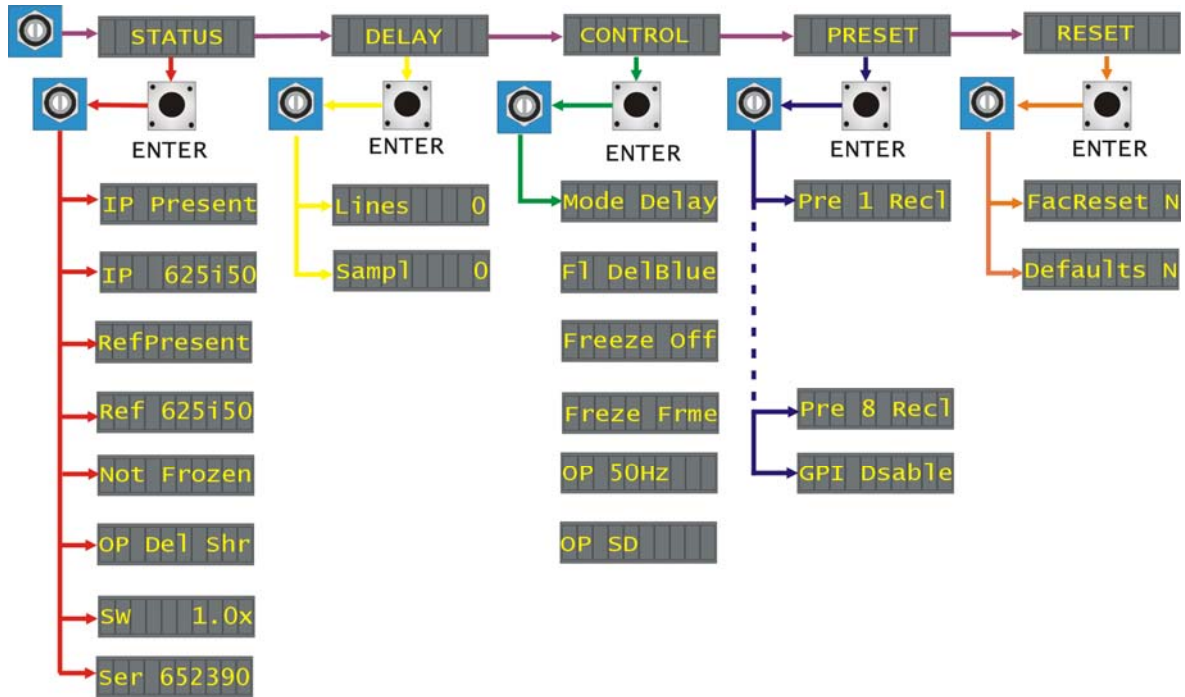 STATUS
DELAY
CONTROL
PRESET
RESET
ENTER
ENTER
ENTER
ENTER
ENTER
IP Present
IP 625i50
RefPresent
Ref 625i50
Not Frozen
OP Del Shr
SW 1.0x
Ser 652390
Lines 0
Sampl 0
Mode Delay
Fl DelBlue
Freeze Off
Freze Frme
OP 50Hz
OP SD
Pre 1 Recl
Pre 8 Recl
GPI Dsable
FacReset N
Defaults N